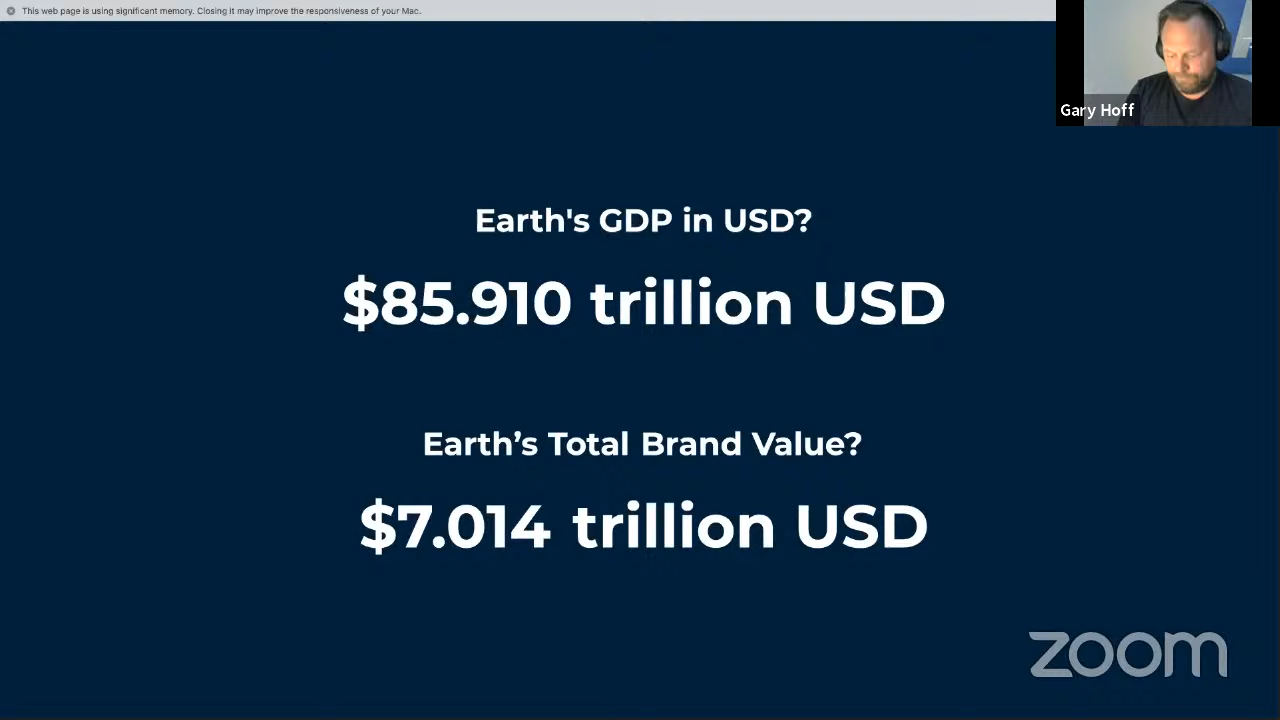 This web page is using significant memory. Closing it may improve the responsiveness of your Mac.
Gary Hoff
Earth's GDP in USD?
$85.910 trillion USD
Earth’s Total Brand Value?
$7.014 trillion USD
zoom